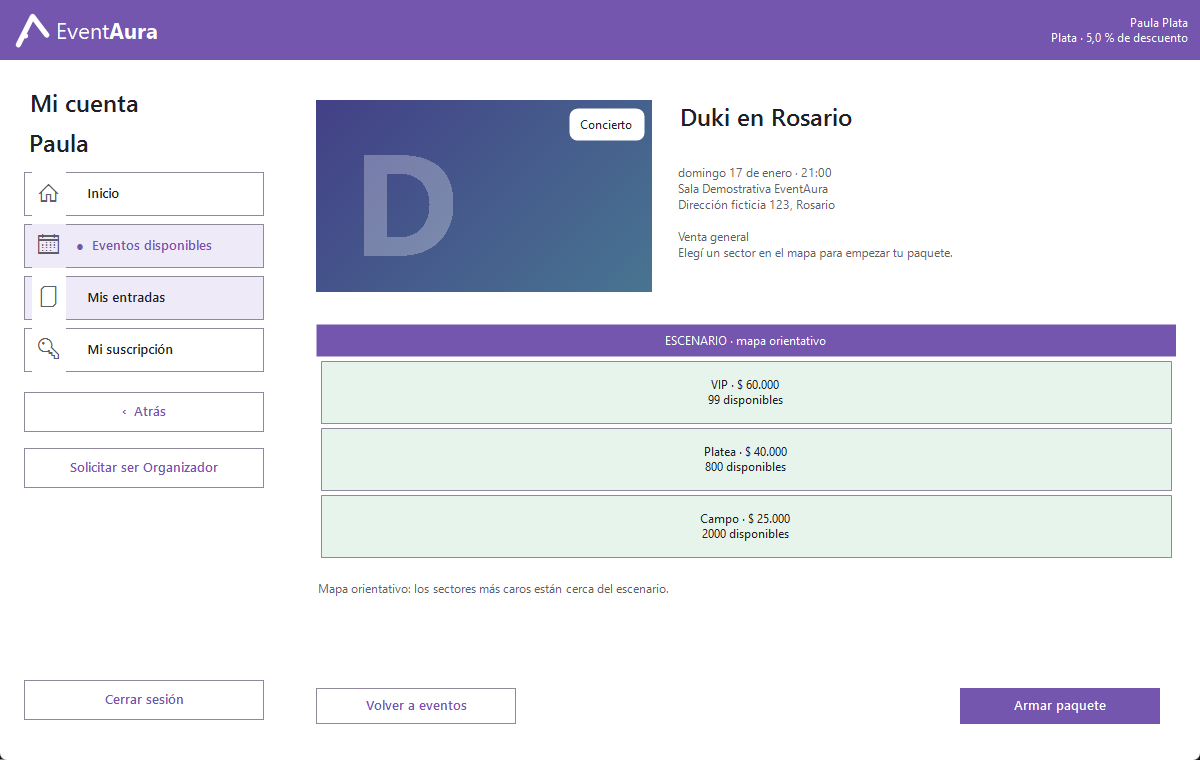 EventAura
Paula Plata
Plata · 5,0 % de descuento
Mi cuenta
Paula
Inicio
● Eventos disponibles
Mis entradas
Mi suscripción
‹ Atrás
Solicitar ser Organizador
Cerrar sesión
D
Concierto
Duki en Rosario
domingo 17 de enero · 21:00
Sala Demostrativa EventAura
Dirección ficticia 123, Rosario
Venta general
Elegí un sector en el mapa para empezar tu paquete.
ESCENARIO · mapa orientativo
VIP · $ 60.000
99 disponibles
Platea · $ 40.000
800 disponibles
Campo · $ 25.000
2000 disponibles
Mapa orientativo: los sectores más caros están cerca del escenario.
Volver a eventos
Armar paquete